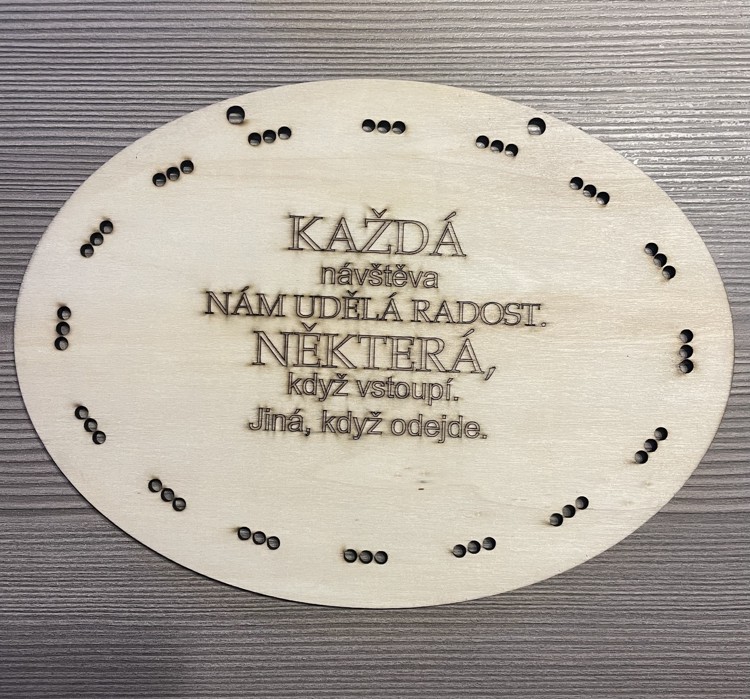 KAŽDÁ
návštěva
NÁM UDĚLÁ RADOST.
NĚKTERÁ,
když vstoupí.
Jiná, když odejde.